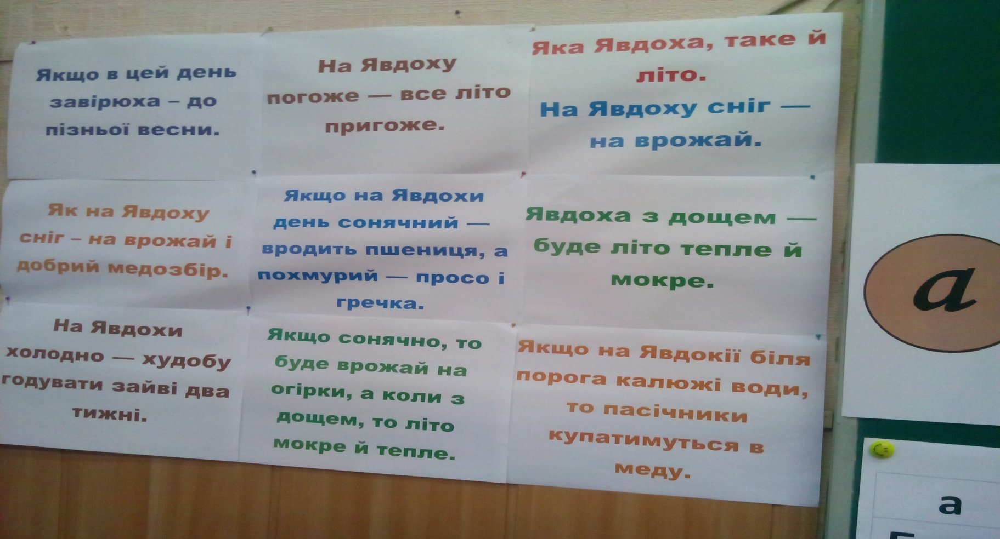 Якщо в цей день
завірюха – до
пізньої весни.
На Явдоху
погоже — все літо
пригоже.
Яка Явдоха, таке й
літо.
На Явдоху сніг —
на врожай.
Як на Явдоху
сніг – на врожай і
добрий медозбір.
Якщо на Явдохи
день сонячний —
вродить пшениця, а
похмурий — просо і
гречка.
Явдоха з дощем —
буде літо тепле й
мокре.
На Явдохи
холодно — худобу
годувати зайві два
тижні.
Якщо сонячно, то
буде врожай на
огірки, а коли з
дощем, то літо
мокре й тепле.
Якщо на Явдокії біля
порога калюжі води,
то пасічники
купатимуться в
меду.
а
а